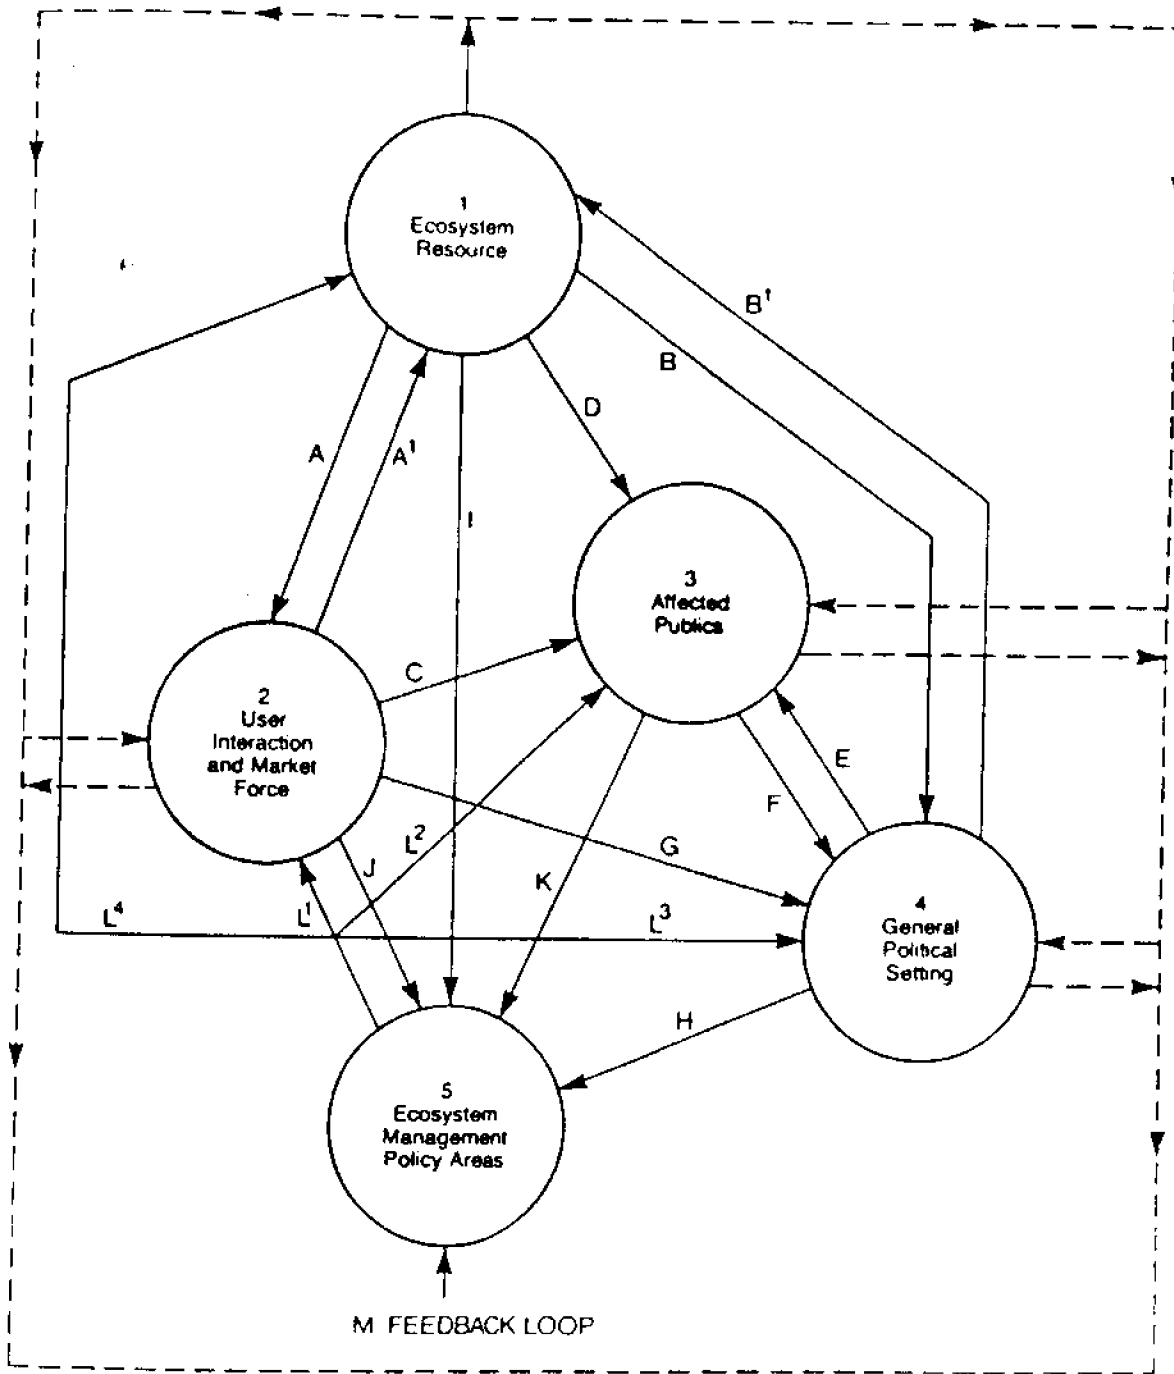 1
Ecosystem
Resource
B¹
B
D
A
A¹
I
3
Affected
Publics
C
2
User
Interaction
and Market
Force
E
F
L²
G
J
K
L⁴
L¹
L³
4
General
Political
Setting
H
5
Ecosystem
Management
Policy Areas
M FEEDBACK LOOP